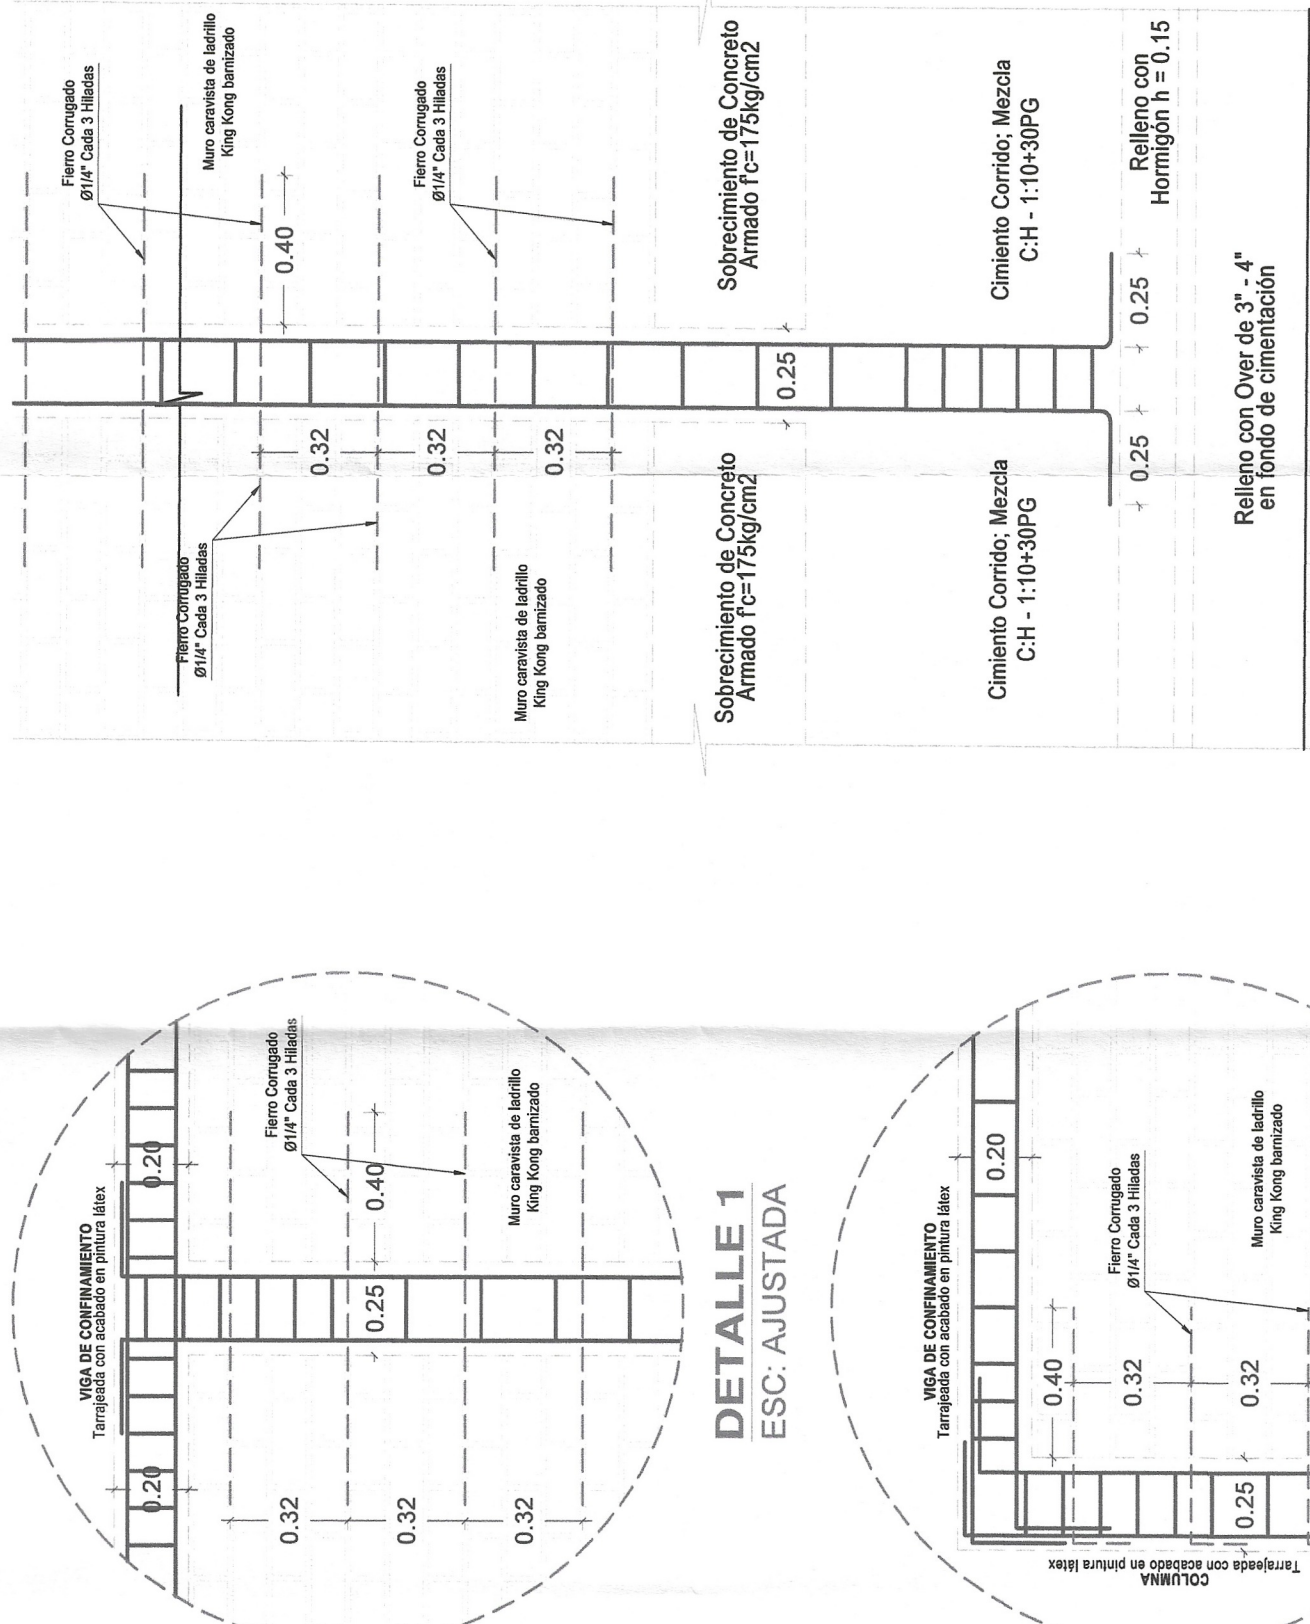 Fierro Corrugado
Ø1/4" Cada 3 Hiladas
Muro caravista de ladrillo
King Kong barnizado
0.40
Fierro Corrugado
Ø1/4" Cada 3 Hiladas
0.32
0.32
0.32
Fierro Corrugado
Ø1/4" Cada 3 Hiladas
Muro caravista de ladrillo
King Kong barnizado
Sobrecimiento de Concreto
Armado f'c=175kg/cm2
0.25
Sobrecimiento de Concreto
Armado f'c=175kg/cm2
Cimiento Corrido; Mezcla
C:H - 1:10+30PG
Cimiento Corrido; Mezcla
C:H - 1:10+30PG
0.25
0.25
Relleno con
Hormigón h = 0.15
Relleno con Over de 3" - 4"
en fondo de cimentación
VIGA DE CONFINAMIENTO
Tarrajeada con acabado en pintura látex
0.20
0.20
Fierro Corrugado
Ø1/4" Cada 3 Hiladas
0.40
0.25
0.32
0.32
0.32
Muro caravista de ladrillo
King Kong barnizado
DETALLE 1
ESC: AJUSTADA
VIGA DE CONFINAMIENTO
Tarrajeada con acabado en pintura látex
0.20
0.40
Fierro Corrugado
Ø1/4" Cada 3 Hiladas
0.32
0.32
0.25
Muro caravista de ladrillo
King Kong barnizado
COLUMNA
Tarrajeada con acabado en pintura látex